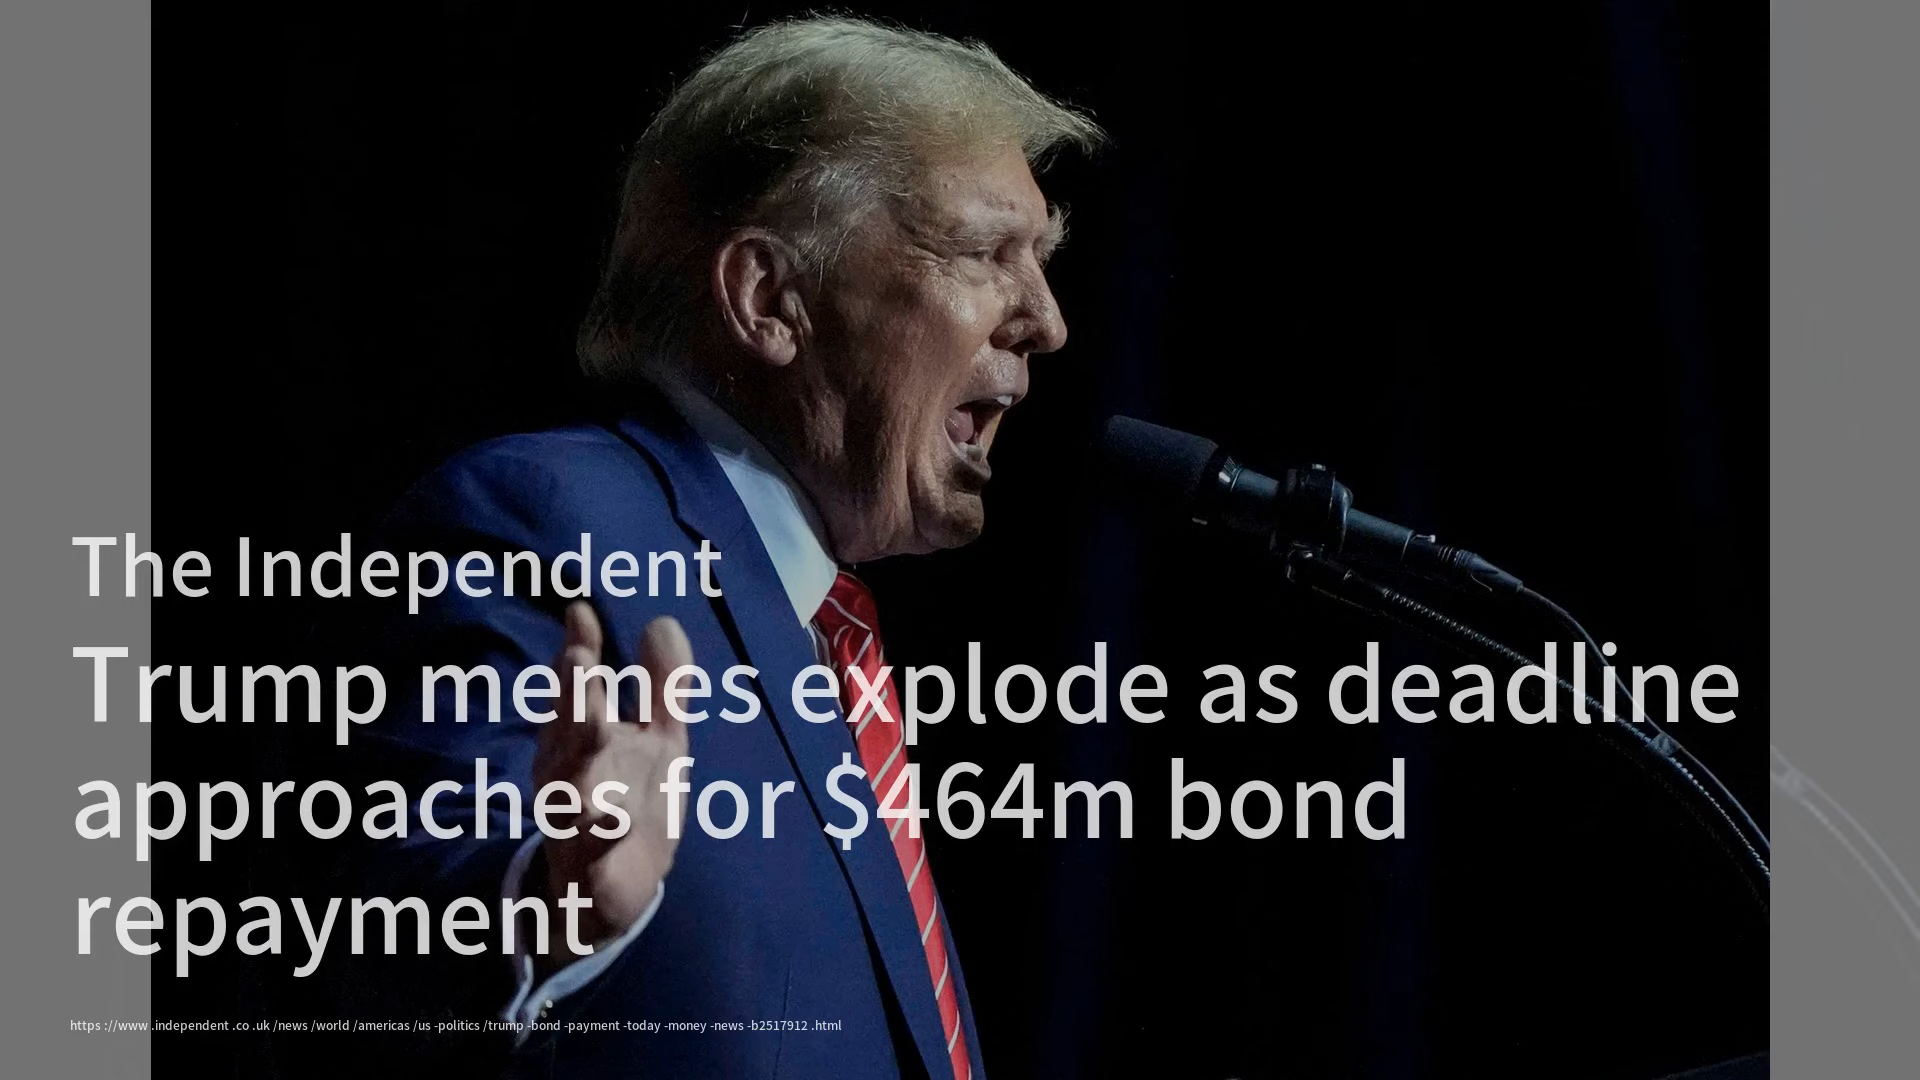 The Independent
Trump memes explode as deadline
approaches for $464m bond
repayment
https ://www .independent .co .uk /news /world /americas /us -politics /trump -bond -payment -today -money -news -b2517912 .html